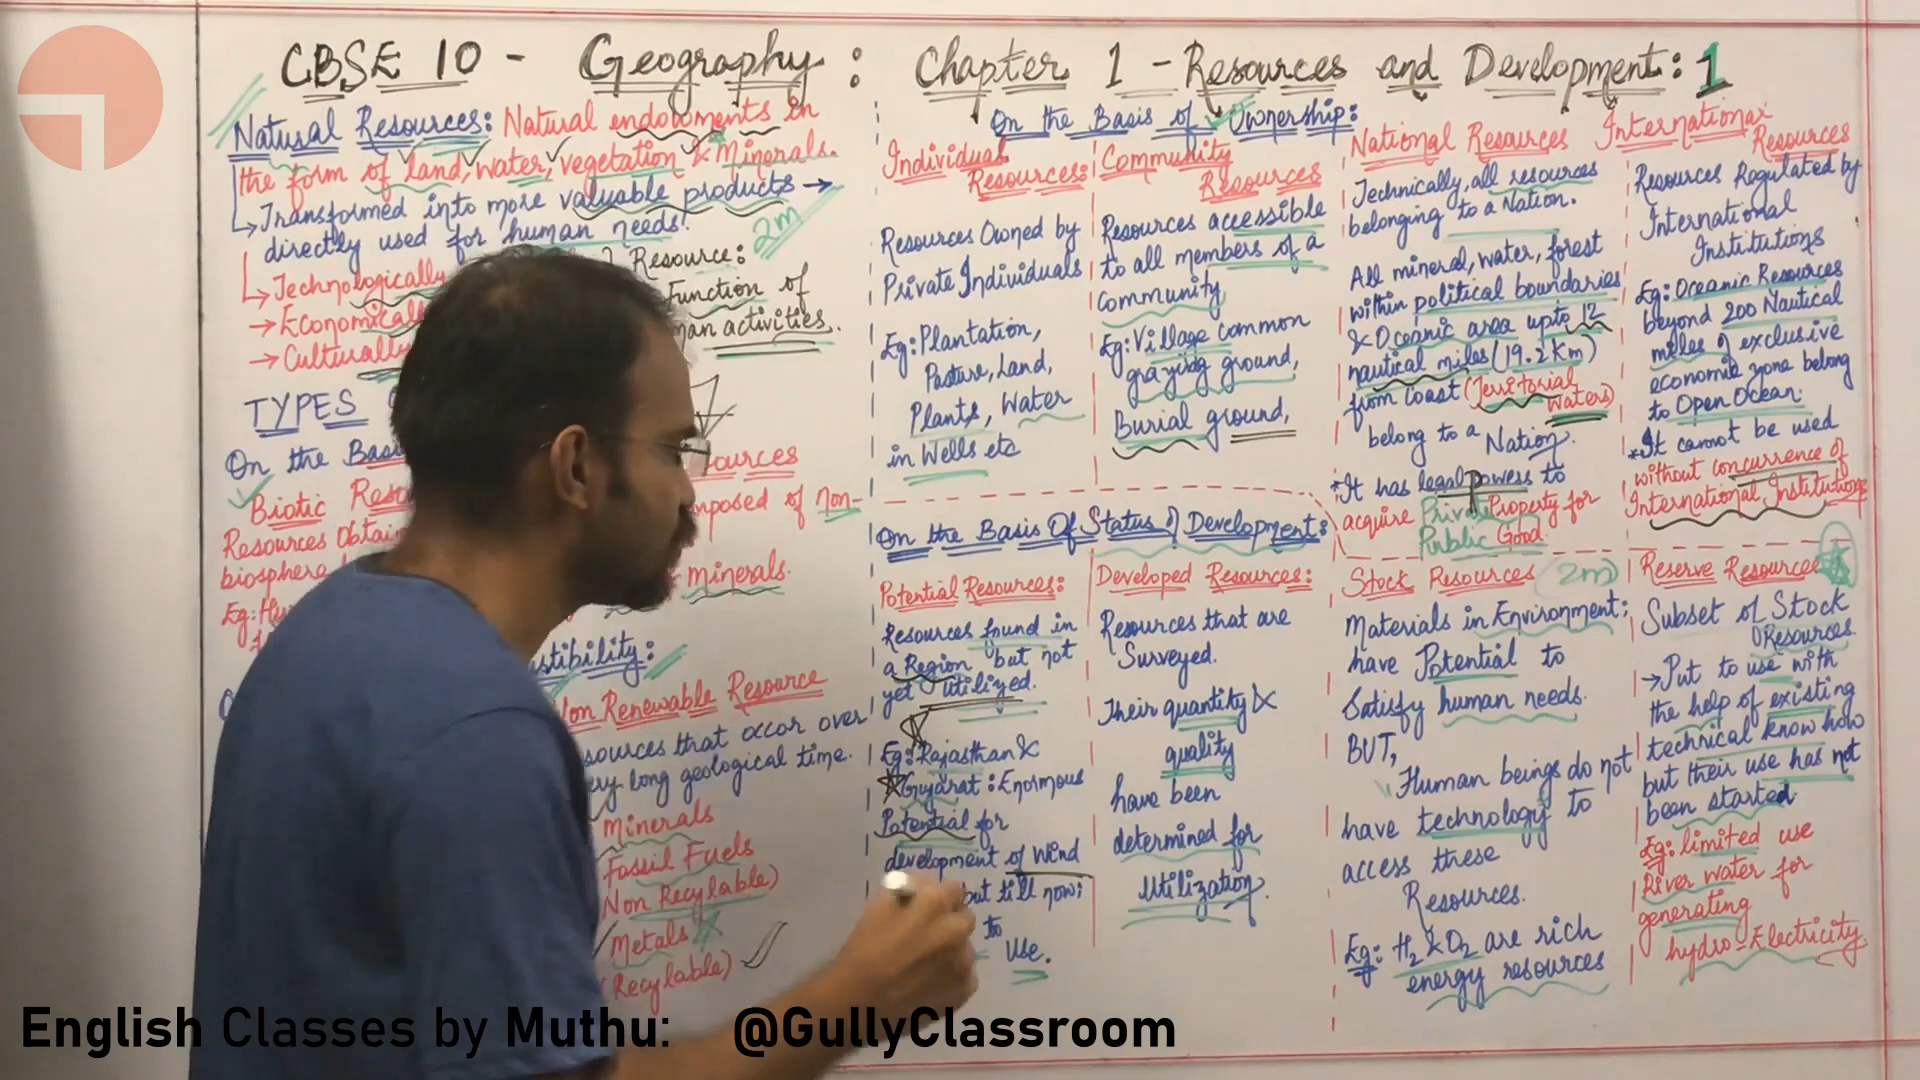 CBSE 10 - Geography: Chapter 1 - Resources and Development: 1
Natural Resources: Natural endowments in
the form of land, water, vegetation & Minerals.
↳ Transformed into more valuable products →
directly used for human needs! 2m
↳ Technologically
→ Economically
→ Culturally
Resource:
Function of
activities.
TYPES
On the
Biotic
Resources
ources
mposed of non-
Minerals.
stibility:
Non Renewable Resource
sources that occur over
long geological time.
Minerals
Fossil Fuels
Non Recylable)
Metals
(Recylable)
On the Basis of Ownership:
Individual
Resources:
Resources Owned by
Private Individuals
Eg: Plantation,
Pasture, Land,
Plants, Water
in Wells etc
Community
Resources
Resources accessible
to all members of a
Community
Eg: Village common
grazing ground,
Burial ground,
National Resources
Technically, all resources
belonging to a Nation.
All mineral, water, forest
within political boundaries
& Oceanic area upto 12
nautical miles (19.2 Km)
from Coast (Territorial
Waters)
belong to a Nation.
*It has legal powers to
acquire Private Property for
Public Good.
International
Resources
Resources Regulated by
International
Institutions
Eg: Oceanic Resources
beyond 200 Nautical
miles of exclusive
economic zone belong
to Open Ocean.
*It cannot be used
without concurrence of
International Institutions
On the Basis Of Status of Development:
Potential Resources:
Resources found in
a Region but not
yet utilized.
Eg: Rajasthan &
Gujarat: Enormous
Potential for
development of Wind
but till now;
to
Use.
Developed Resources:
Resources that are
Surveyed.
Their quantity &
quality
have been
determined for
Utilization.
Stock Resources (2m)
Materials in Environment;
have Potential to
Satisfy human needs.
BUT,
Human beings do not
have technology to
access these
Resources.
Eg: H2 & O2 are rich
energy resources
Reserve Resources
Subset of Stock
Resources.
→Put to use with
the help of existing
technical know how
but their use has not
been started.
Eg: limited use
River water for
generating
hydro-Electricity.
English Classes by Muthu: @GullyClassroom